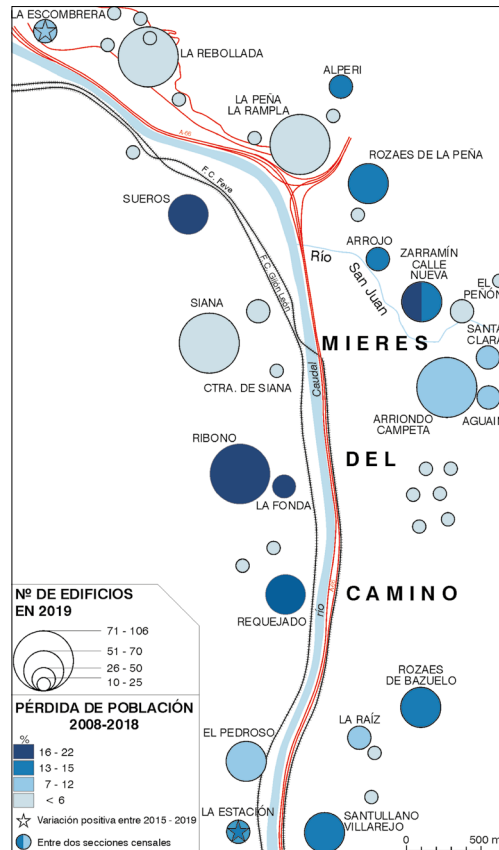 LA ESCOMBRERA
LA REBOLLADA
ALPERI
LA PEÑA
LA RAMPLA
A-66
ROZAES DE LA PEÑA
F. C. Feve
SUEROS
ARROJO
Río
San Juan
ZARRAMÍN
CALLE
NUEVA
EL
PEÑÓN
F. C. Gijón León
SIANA
SANTA
CLARA
MIERES
CTRA. DE SIANA
Caudal
ARRIONDO
CAMPETA
AGUAIN
RIBONO
DEL
LA FONDA
CAMINO
río
REQUEJADO
Nº DE EDIFICIOS
EN 2019
71 - 106
51 - 70
26 - 50
10 - 25
ROZAES
DE BAZUELO
PÉRDIDA DE POBLACIÓN
2008-2018
%
16 - 22
13 - 15
7 - 12
< 6
EL PEDROSO
LA RAÍZ
LA ESTACIÓN
SANTULLANO
VILLAREJO
Variación positiva entre 2015 - 2019
Entre dos secciones censales
0 500 m